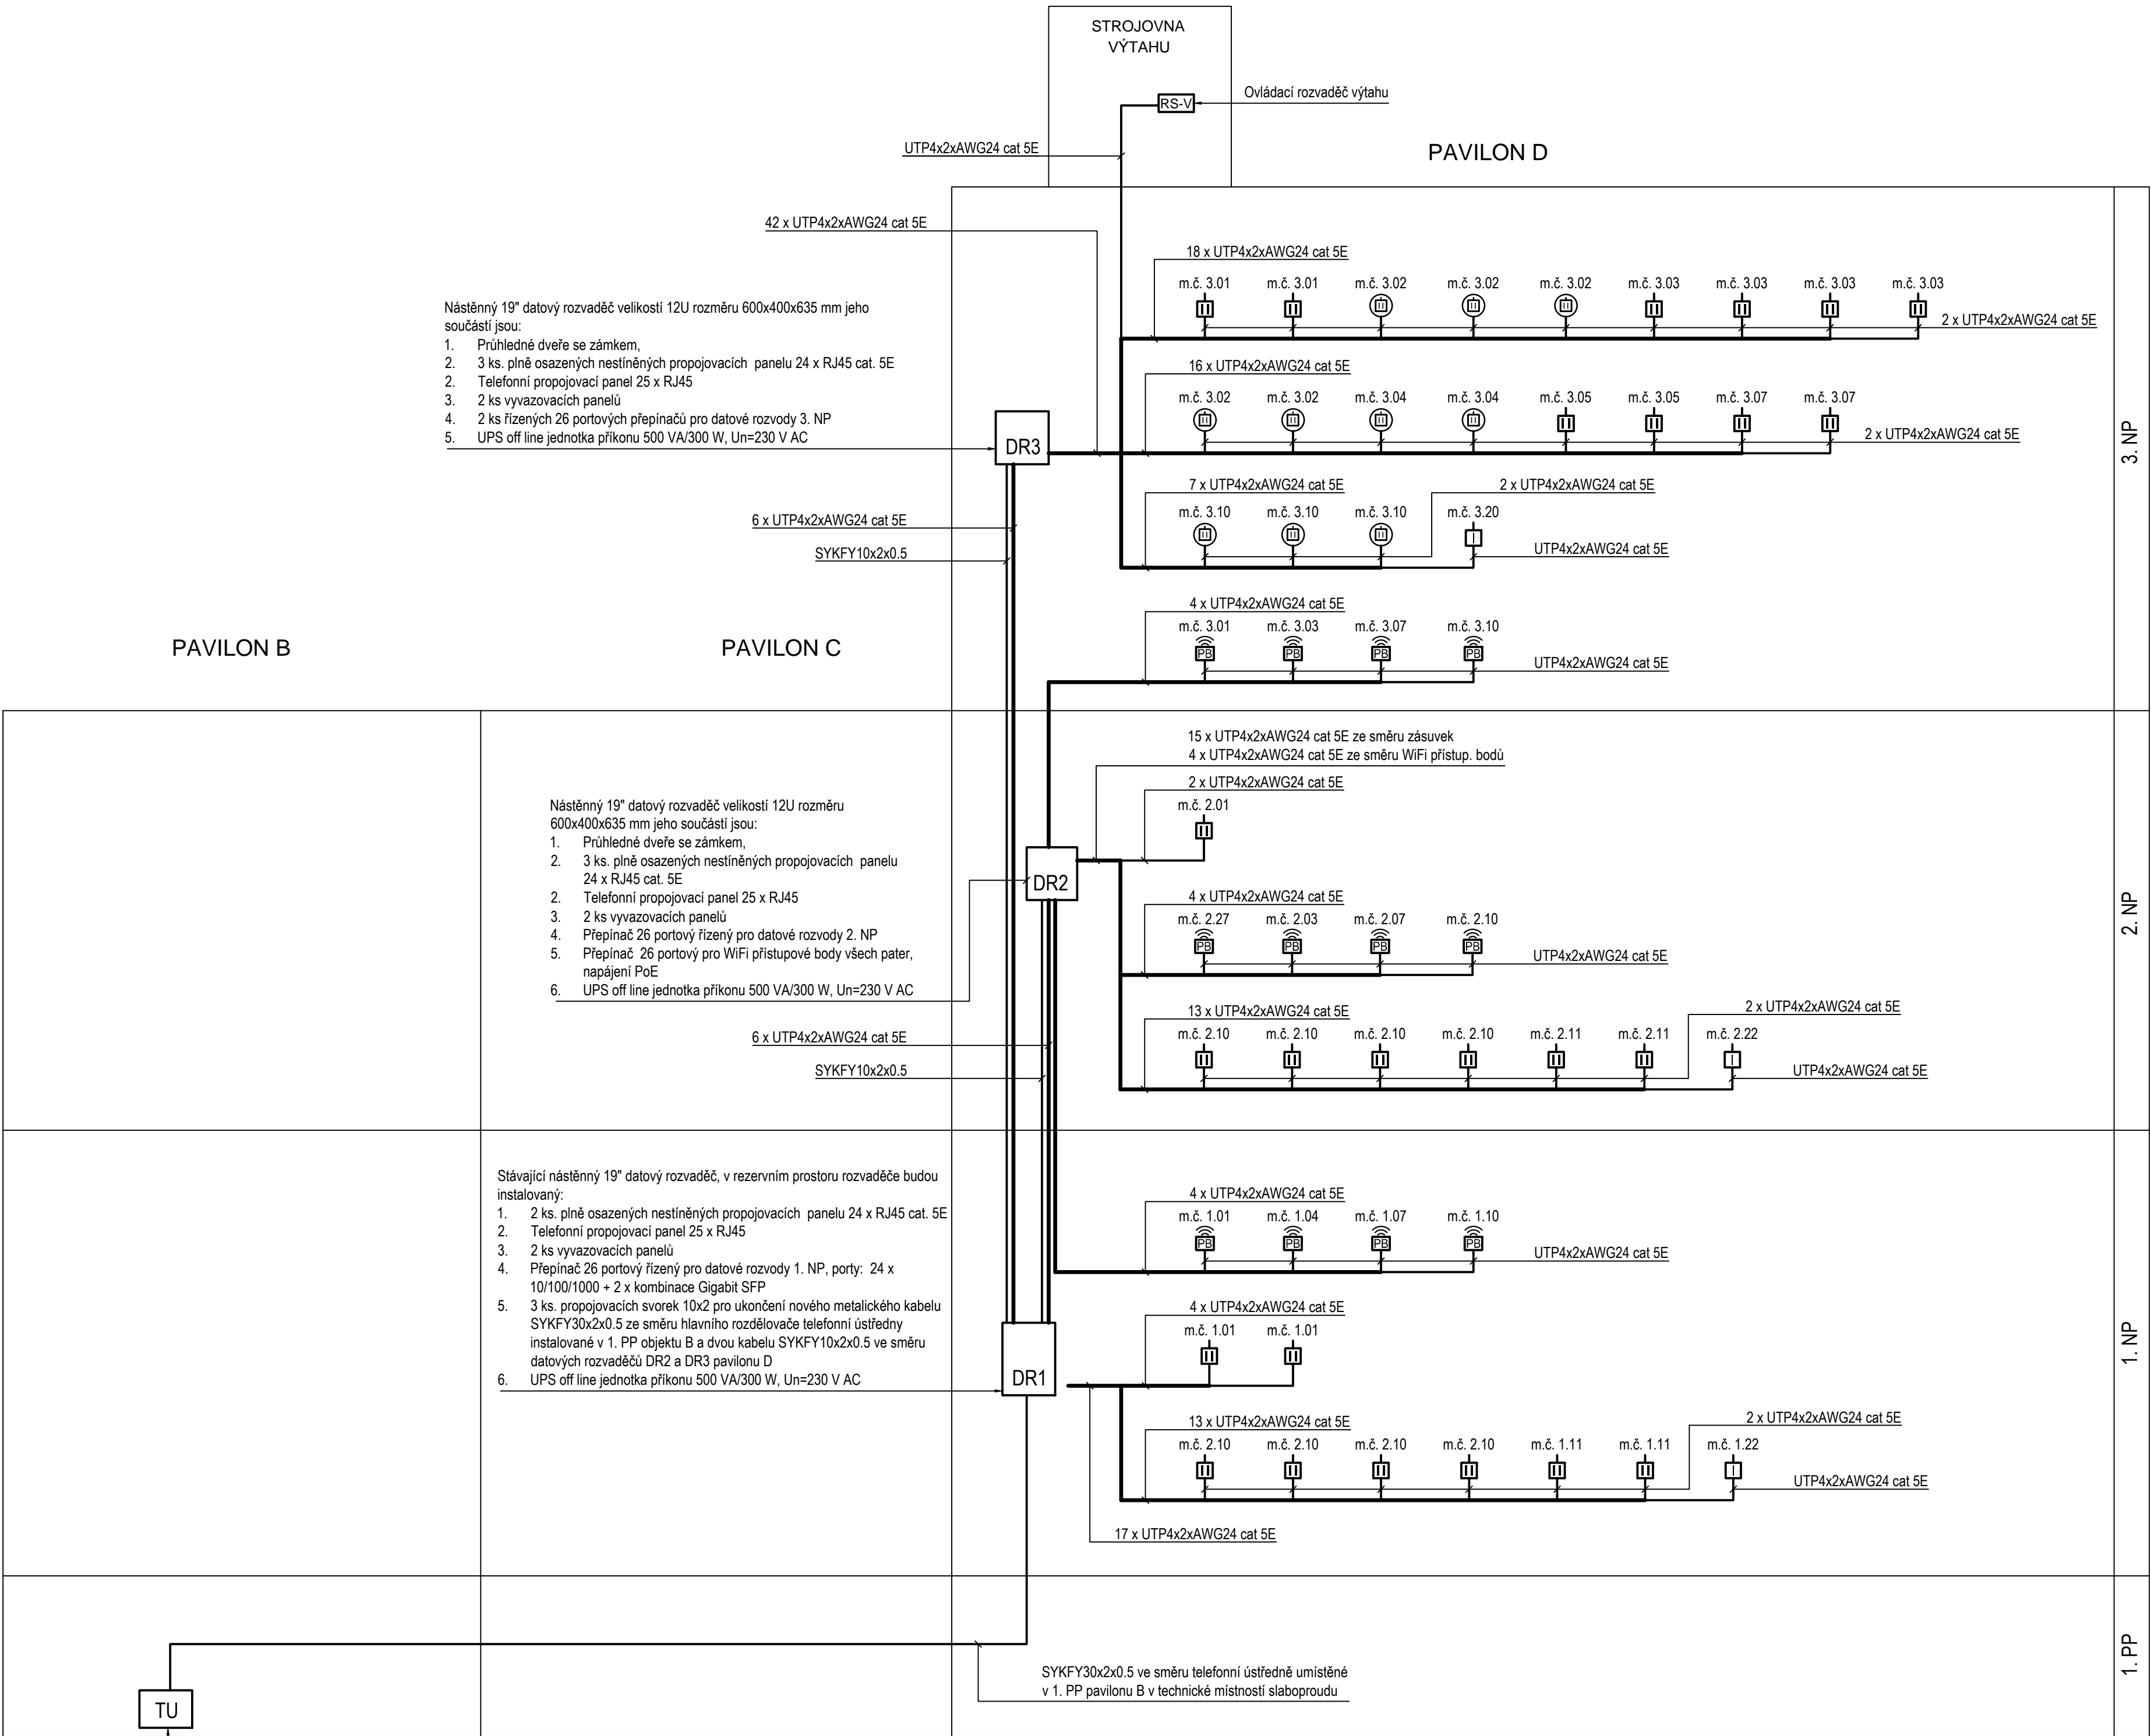 STROJOVNA
VÝTAHU
RS-V
Ovládací rozvaděč výtahu
UTP4x2xAWG24 cat 5E
PAVILON D
42 x UTP4x2xAWG24 cat 5E
18 x UTP4x2xAWG24 cat 5E
m.č. 3.01 m.č. 3.01 m.č. 3.02 m.č. 3.02 m.č. 3.02 m.č. 3.03 m.č. 3.03 m.č. 3.03 m.č. 3.03
2 x UTP4x2xAWG24 cat 5E
Nástěnný 19" datový rozvaděč velikostí 12U rozměru 600x400x635 mm jeho
součástí jsou:
1. Průhledné dveře se zámkem,
2. 3 ks. plně osazených nestíněných propojovacích panelu 24 x RJ45 cat. 5E
2. Telefonní propojovací panel 25 x RJ45
3. 2 ks vyvazovacích panelů
4. 2 ks řízených 26 portových přepínačů pro datové rozvody 3. NP
5. UPS off line jednotka příkonu 500 VA/300 W, Un=230 V AC
16 x UTP4x2xAWG24 cat 5E
m.č. 3.02 m.č. 3.02 m.č. 3.04 m.č. 3.04 m.č. 3.05 m.č. 3.05 m.č. 3.07 m.č. 3.07
2 x UTP4x2xAWG24 cat 5E
DR3
3. NP
7 x UTP4x2xAWG24 cat 5E
2 x UTP4x2xAWG24 cat 5E
m.č. 3.10 m.č. 3.10 m.č. 3.10 m.č. 3.20
UTP4x2xAWG24 cat 5E
6 x UTP4x2xAWG24 cat 5E
SYKFY10x2x0.5
4 x UTP4x2xAWG24 cat 5E
m.č. 3.01 m.č. 3.03 m.č. 3.07 m.č. 3.10
PB PB PB PB
UTP4x2xAWG24 cat 5E
PAVILON B
PAVILON C
15 x UTP4x2xAWG24 cat 5E ze směru zásuvek
4 x UTP4x2xAWG24 cat 5E ze směru WiFi přístup. bodů
2 x UTP4x2xAWG24 cat 5E
m.č. 2.01
Nástěnný 19" datový rozvaděč velikostí 12U rozměru
600x400x635 mm jeho součástí jsou:
1. Průhledné dveře se zámkem,
2. 3 ks. plně osazených nestíněných propojovacích panelu
24 x RJ45 cat. 5E
2. Telefonní propojovací panel 25 x RJ45
3. 2 ks vyvazovacích panelů
4. Přepínač 26 portový řízený pro datové rozvody 2. NP
5. Přepínač 26 portový pro WiFi přístupové body všech pater,
napájení PoE
6. UPS off line jednotka příkonu 500 VA/300 W, Un=230 V AC
DR2
2. NP
4 x UTP4x2xAWG24 cat 5E
m.č. 2.27 m.č. 2.03 m.č. 2.07 m.č. 2.10
PB PB PB PB
UTP4x2xAWG24 cat 5E
13 x UTP4x2xAWG24 cat 5E
2 x UTP4x2xAWG24 cat 5E
m.č. 2.10 m.č. 2.10 m.č. 2.10 m.č. 2.10 m.č. 2.11 m.č. 2.11 m.č. 2.22
UTP4x2xAWG24 cat 5E
6 x UTP4x2xAWG24 cat 5E
SYKFY10x2x0.5
Stávající nástěnný 19" datový rozvaděč, v rezervním prostoru rozvaděče budou
instalovaný:
1. 2 ks. plně osazených nestíněných propojovacích panelu 24 x RJ45 cat. 5E
2. Telefonní propojovací panel 25 x RJ45
3. 2 ks vyvazovacích panelů
4. Přepínač 26 portový řízený pro datové rozvody 1. NP, porty: 24 x
10/100/1000 + 2 x kombinace Gigabit SFP
5. 3 ks. propojovacích svorek 10x2 pro ukončení nového metalického kabelu
SYKFY30x2x0.5 ze směru hlavního rozdělovače telefonní ústředny
instalované v 1. PP objektu B a dvou kabelu SYKFY10x2x0.5 ve směru
datových rozvaděčů DR2 a DR3 pavilonu D
6. UPS off line jednotka příkonu 500 VA/300 W, Un=230 V AC
4 x UTP4x2xAWG24 cat 5E
m.č. 1.01 m.č. 1.04 m.č. 1.07 m.č. 1.10
PB PB PB PB
UTP4x2xAWG24 cat 5E
4 x UTP4x2xAWG24 cat 5E
m.č. 1.01 m.č. 1.01
DR1
1. NP
13 x UTP4x2xAWG24 cat 5E
2 x UTP4x2xAWG24 cat 5E
m.č. 2.10 m.č. 2.10 m.č. 2.10 m.č. 2.10 m.č. 1.11 m.č. 1.11 m.č. 1.22
UTP4x2xAWG24 cat 5E
17 x UTP4x2xAWG24 cat 5E
SYKFY30x2x0.5 ve směru telefonní ústředně umístěné
v 1. PP pavilonu B v technické místností slaboproudu
1. PP
TU